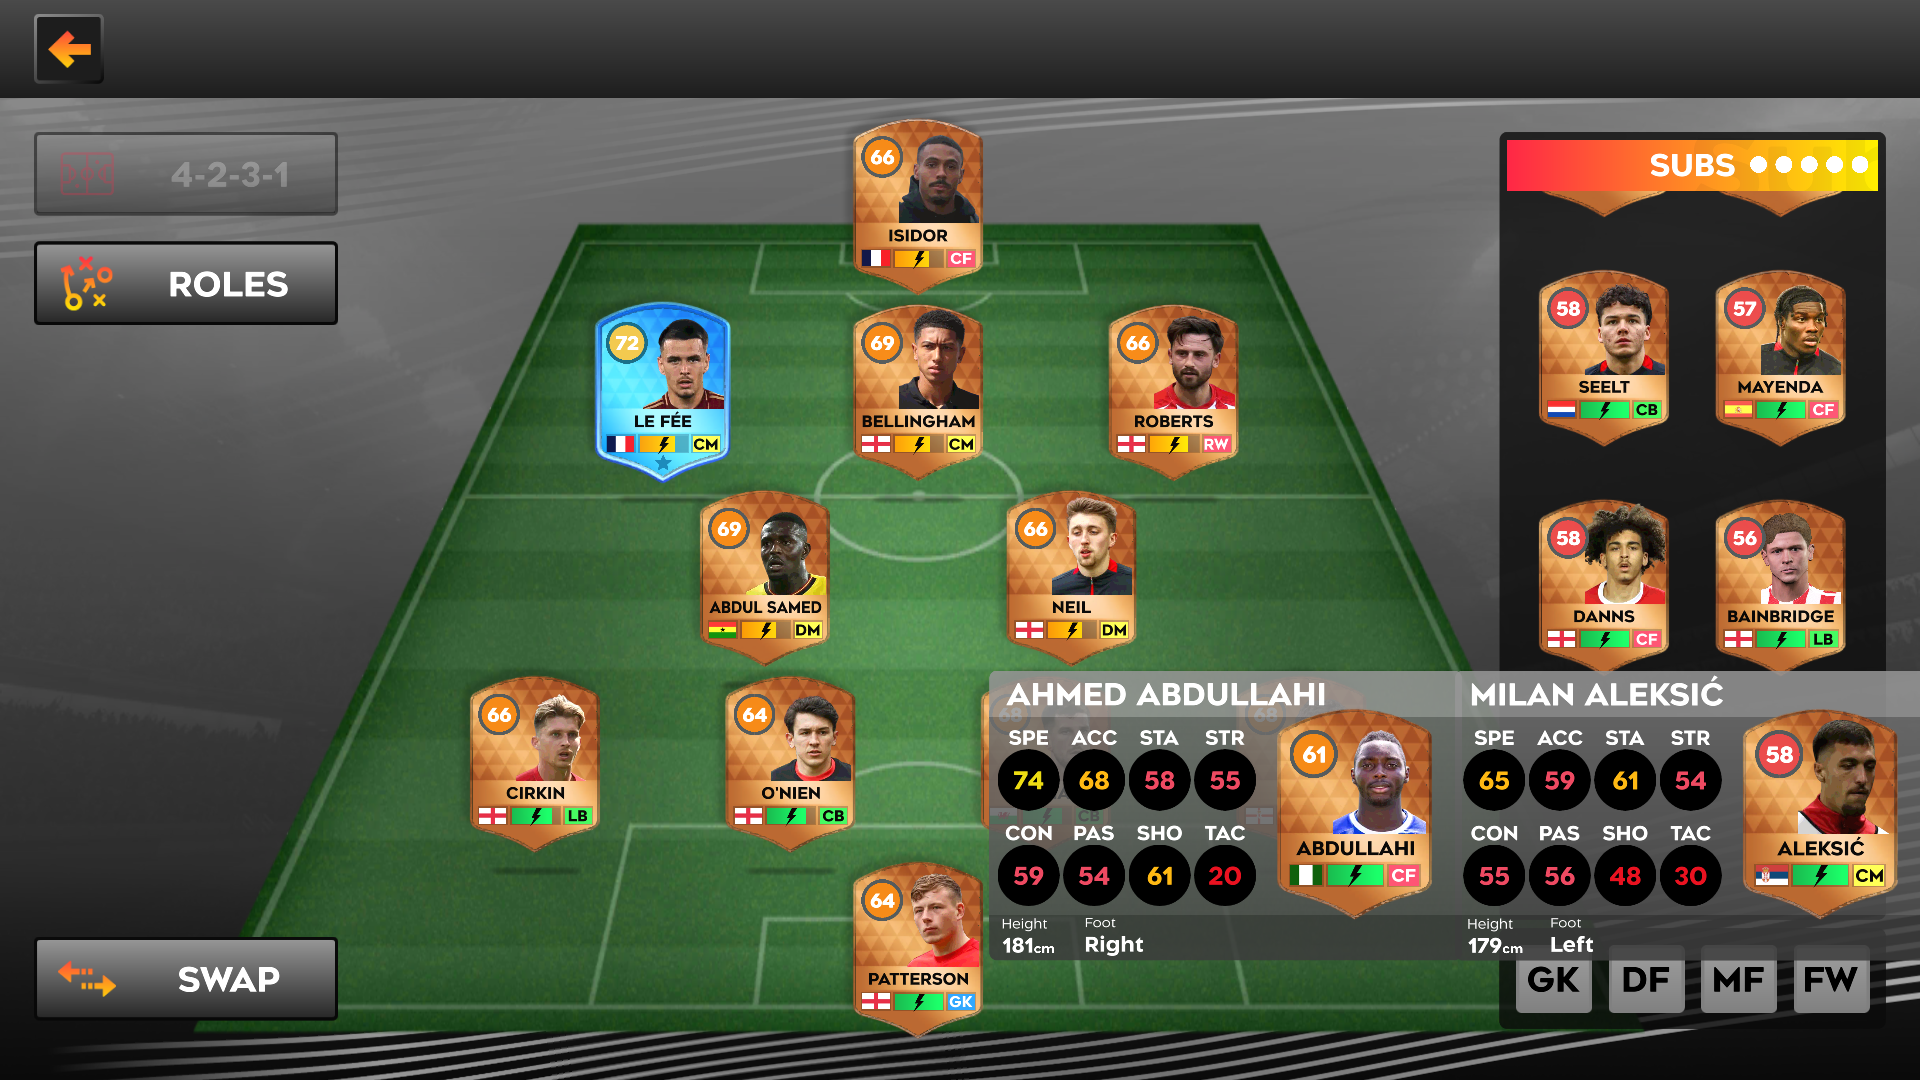 4-2-3-1
ROLES
SWAP
66
ISIDOR
CF
72
LE FÉE
CM
69
BELLINGHAM
CM
66
ROBERTS
RW
69
ABDUL SAMED
DM
66
NEIL
DM
66
CIRKIN
LB
64
O'NIEN
CB
68
CB
68
64
PATTERSON
GK
SUBS
58
SEELT
CB
57
MAYENDA
CF
58
DANNS
CF
56
BAINBRIDGE
LB
AHMED ABDULLAHI
SPE ACC STA STR
74 68 58 55
CON PAS SHO TAC
59 54 61 20
Height Foot
181cm Right
61
ABDULLAHI
CF
MILAN ALEKSIĆ
SPE ACC STA STR
65 59 61 54
CON PAS SHO TAC
55 56 48 30
Height Foot
179cm Left
58
ALEKSIĆ
CM
GK DF MF FW